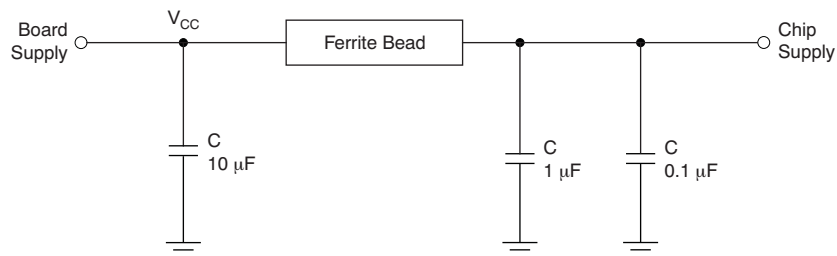 Board
Supply
V_CC
Ferrite Bead
Chip
Supply
C
10 μF
C
1 μF
C
0.1 μF